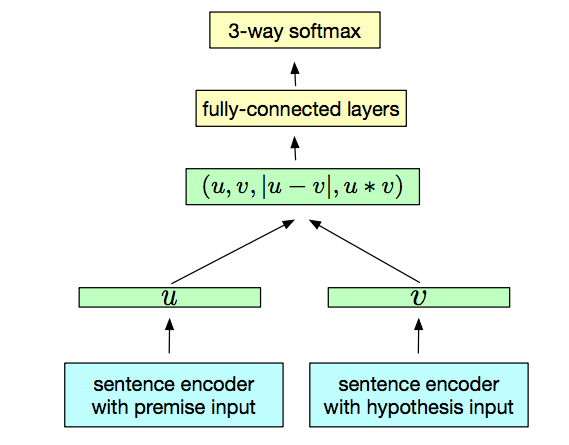 3-way softmax
fully-connected layers
(u, v, |u − v|, u ∗ v)
u
v
sentence encoder
with premise input
sentence encoder
with hypothesis input